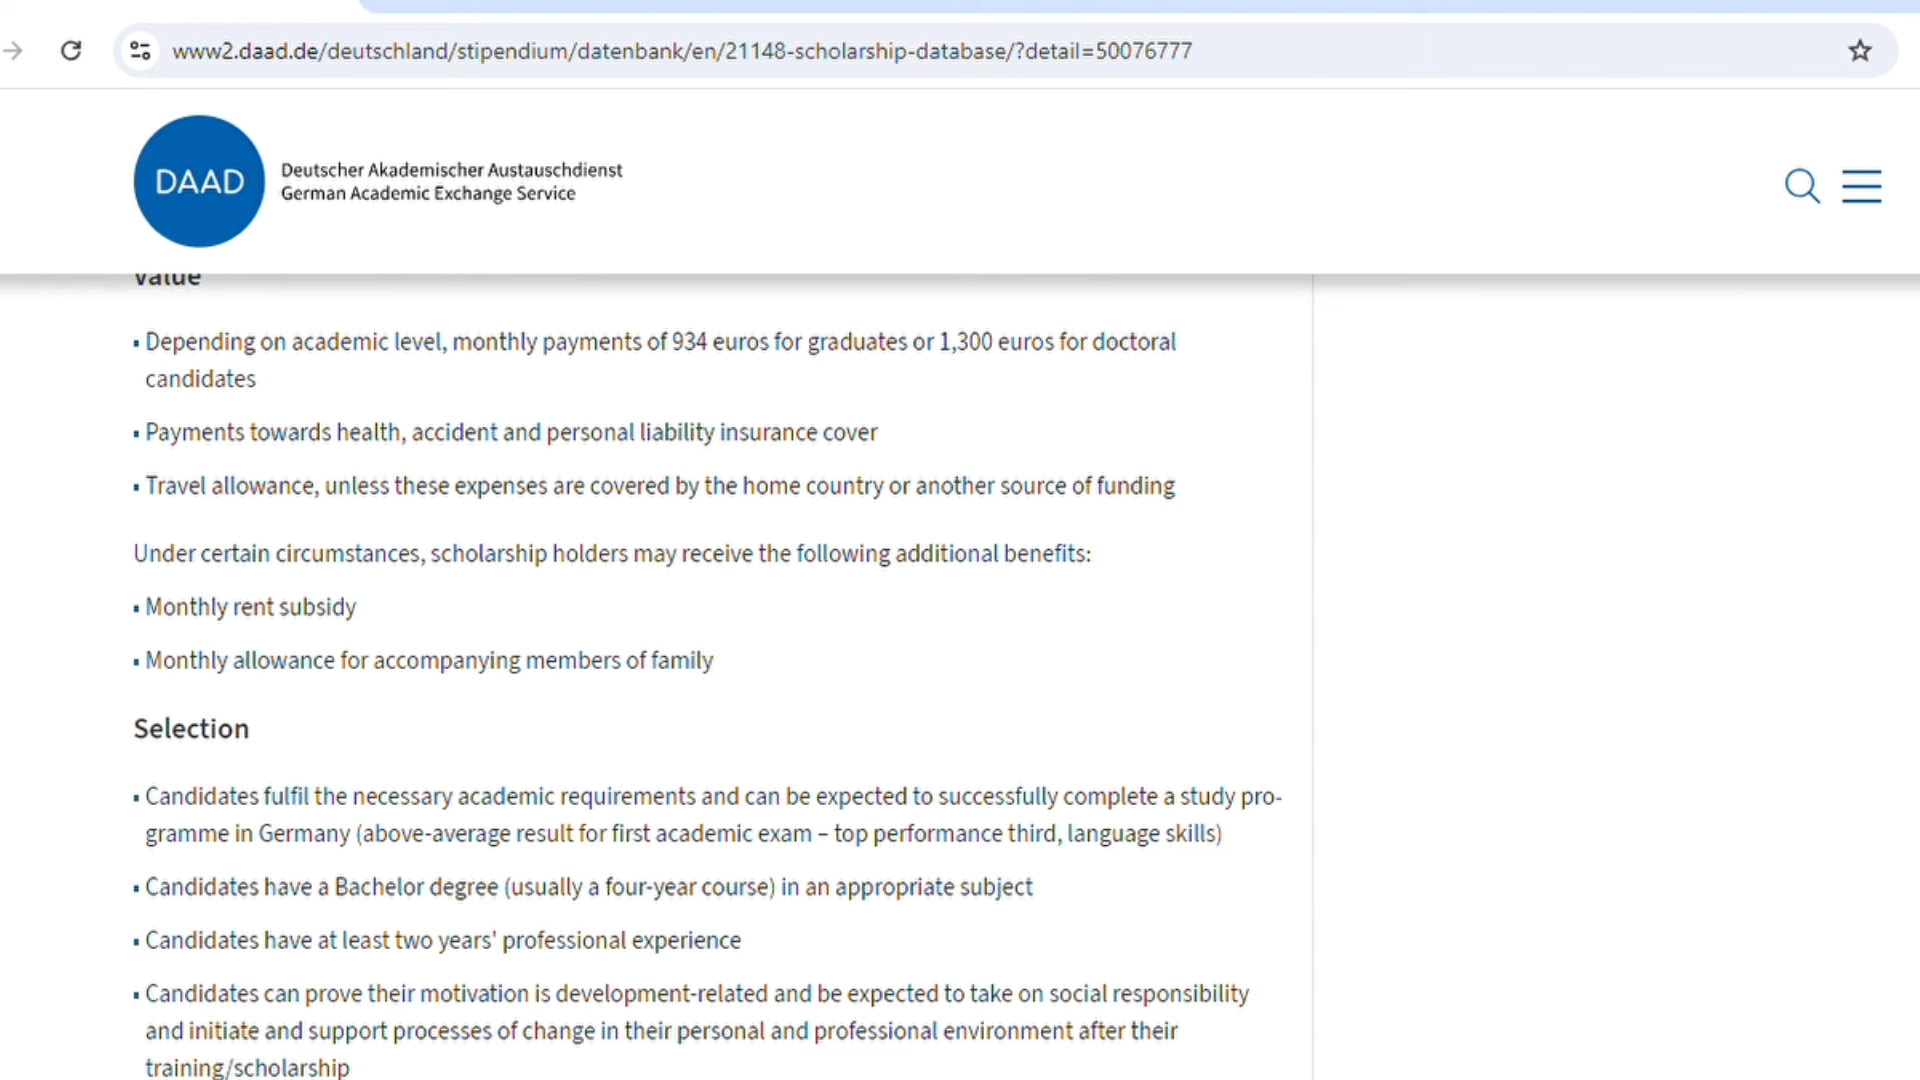 www2.daad.de/deutschland/stipendium/datenbank/en/21148-scholarship-database/?detail=50076777
DAAD
Deutscher Akademischer Austauschdienst
German Academic Exchange Service
Value
▪ Depending on academic level, monthly payments of 934 euros for graduates or 1,300 euros for doctoral
candidates
▪ Payments towards health, accident and personal liability insurance cover
▪ Travel allowance, unless these expenses are covered by the home country or another source of funding
Under certain circumstances, scholarship holders may receive the following additional benefits:
▪ Monthly rent subsidy
▪ Monthly allowance for accompanying members of family
Selection
▪ Candidates fulfil the necessary academic requirements and can be expected to successfully complete a study pro-
gramme in Germany (above-average result for first academic exam – top performance third, language skills)
▪ Candidates have a Bachelor degree (usually a four-year course) in an appropriate subject
▪ Candidates have at least two years' professional experience
▪ Candidates can prove their motivation is development-related and be expected to take on social responsibility
and initiate and support processes of change in their personal and professional environment after their
training/scholarship